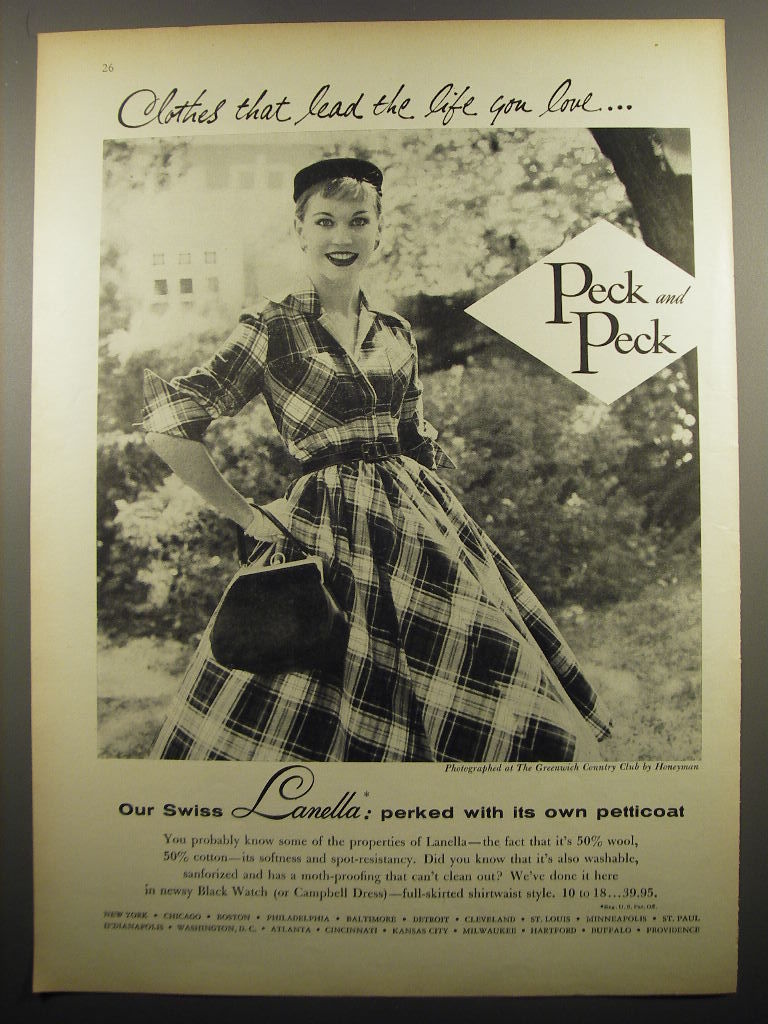 26
Clothes that lead the life you love....
Peck and
Peck
Photographed at The Greenwich Country Club by Honeyman
Our Swiss Lanella*: perked with its own petticoat
You probably know some of the properties of Lanella—the fact that it's 50% wool,
50% cotton—its softness and spot-resistancy. Did you know that it's also washable,
sanforized and has a moth-proofing that can't clean out? We've done it here
in newsy Black Watch (or Campbell Dress)—full-skirted shirtwaist style. 10 to 18...39.95.
*Reg. U. S. Pat. Off.
NEW YORK • CHICAGO • BOSTON • PHILADELPHIA • BALTIMORE • DETROIT • CLEVELAND • ST. LOUIS • MINNEAPOLIS • ST. PAUL
INDIANAPOLIS • WASHINGTON, D. C. • ATLANTA • CINCINNATI • KANSAS CITY • MILWAUKEE • HARTFORD • BUFFALO • PROVIDENCE